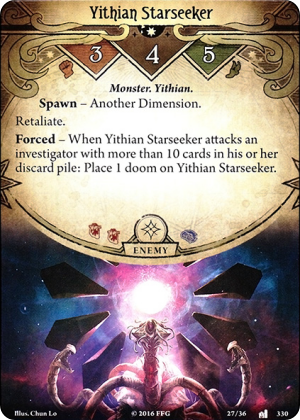 Yithian Starseeker
3 4 5
Monster. Yithian.
Spawn – Another Dimension.
Retaliate.
Forced – When Yithian Starseeker attacks an
investigator with more than 10 cards in his or her
discard pile: Place 1 doom on Yithian Starseeker.
ENEMY
Illus. Chun Lo © 2016 FFG 27/36 330